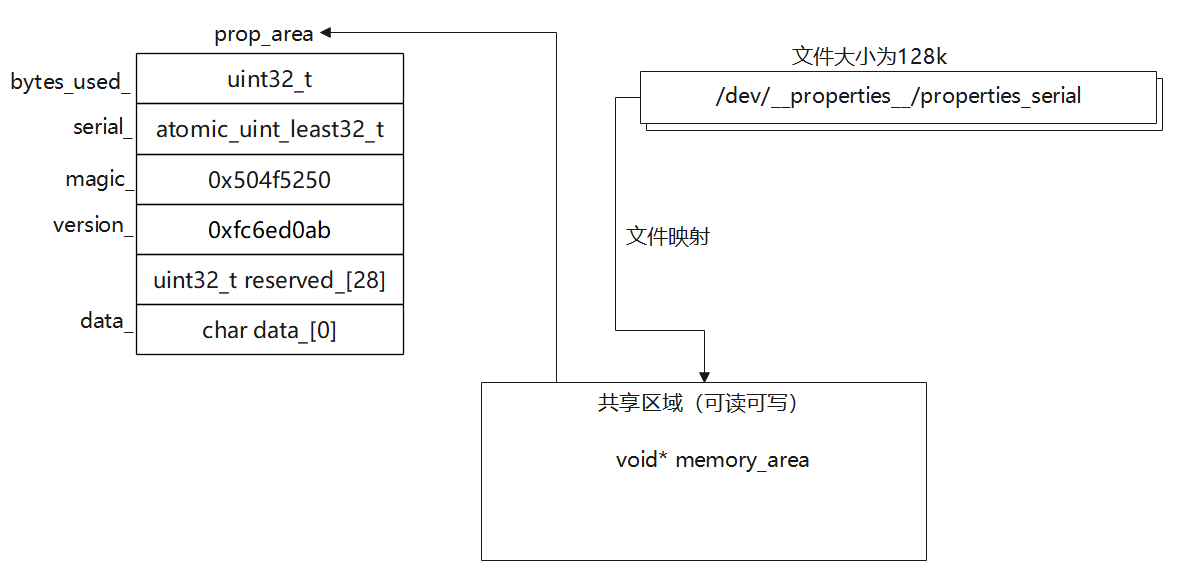 prop_area
bytes_used_
uint32_t
serial_
atomic_uint_least32_t
magic_
0x504f5250
version_
0xfc6ed0ab
uint32_t reserved_[28]
data_
char data_[0]
文件大小为128k
/dev/__properties__/properties_serial
文件映射
共享区域（可读可写）
void* memory_area